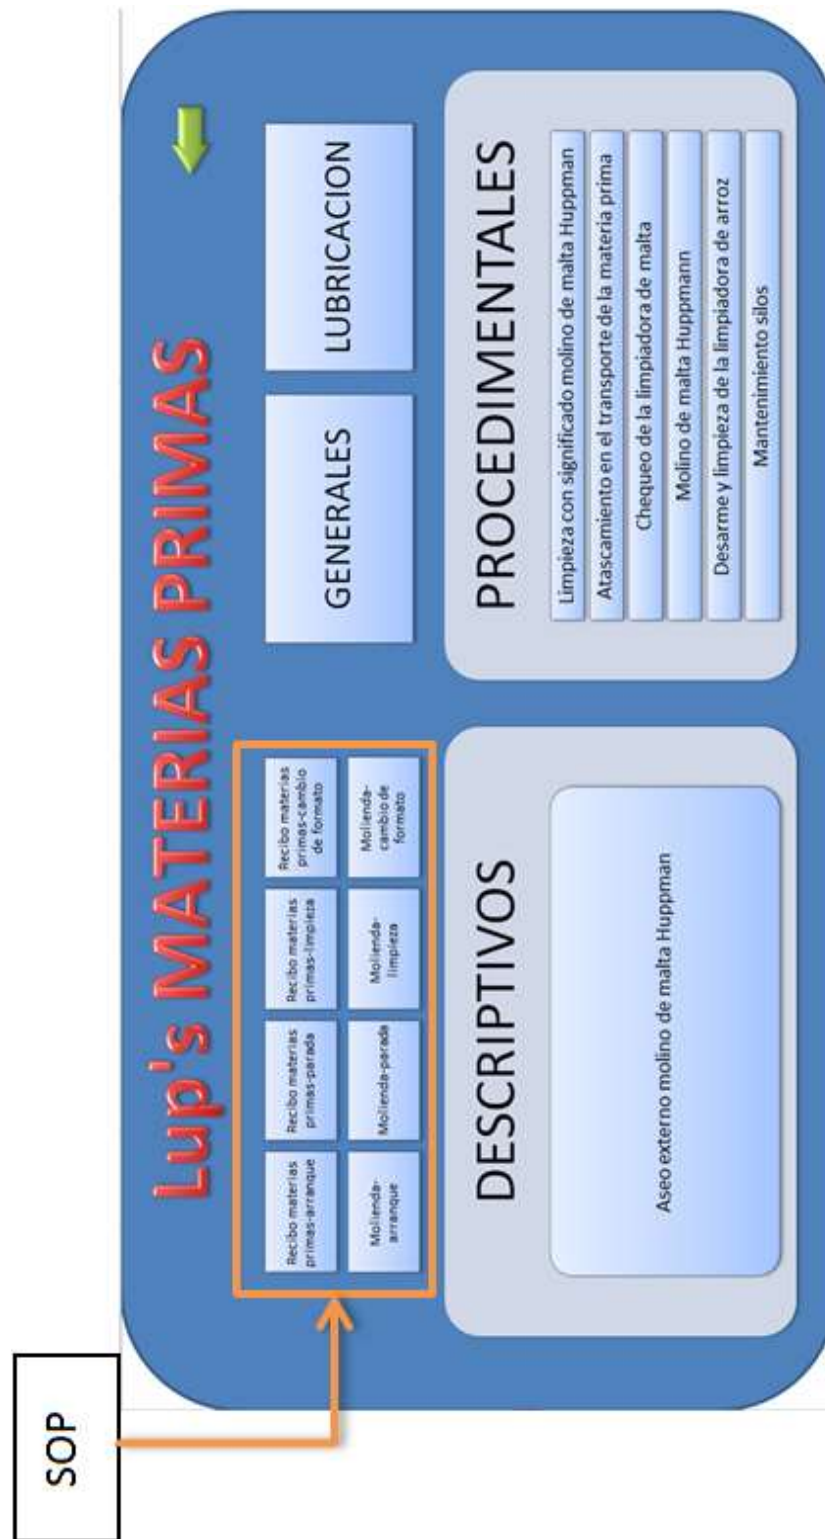 SOP
Lup's MATERIAS PRIMAS
Recibo materias
primas-arranque
Recibo materias
primas-parada
Recibo materias
primas-limpieza
Recibo materias
primas-cambio
de formato
Molienda-
arranque
Molienda-parada
Molienda-
limpieza
Molienda-
cambio de
formato
GENERALES
LUBRICACION
DESCRIPTIVOS
Aseo externo molino de malta Huppman
PROCEDIMENTALES
Limpieza con significado molino de malta Huppman
Atascamiento en el transporte de la materia prima
Chequeo de la limpiadora de malta
Molino de malta Huppmann
Desarme y limpieza de la limpiadora de arroz
Mantenimiento silos